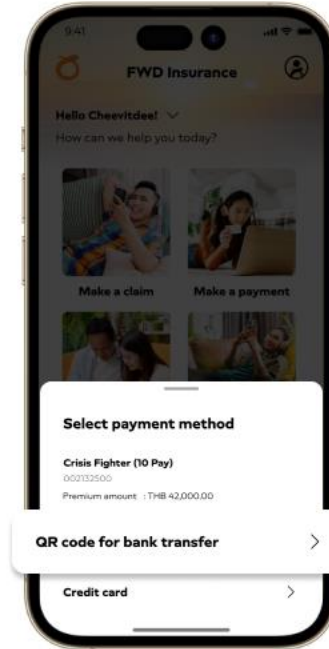 9:41
FWD Insurance
Hello Cheevitdee!
How can we help you today?
Make a claim
Make a payment
Select payment method
Crisis Fighter (10 Pay)
002132500
Premium amount : THB 42,000.00
QR code for bank transfer
Credit card